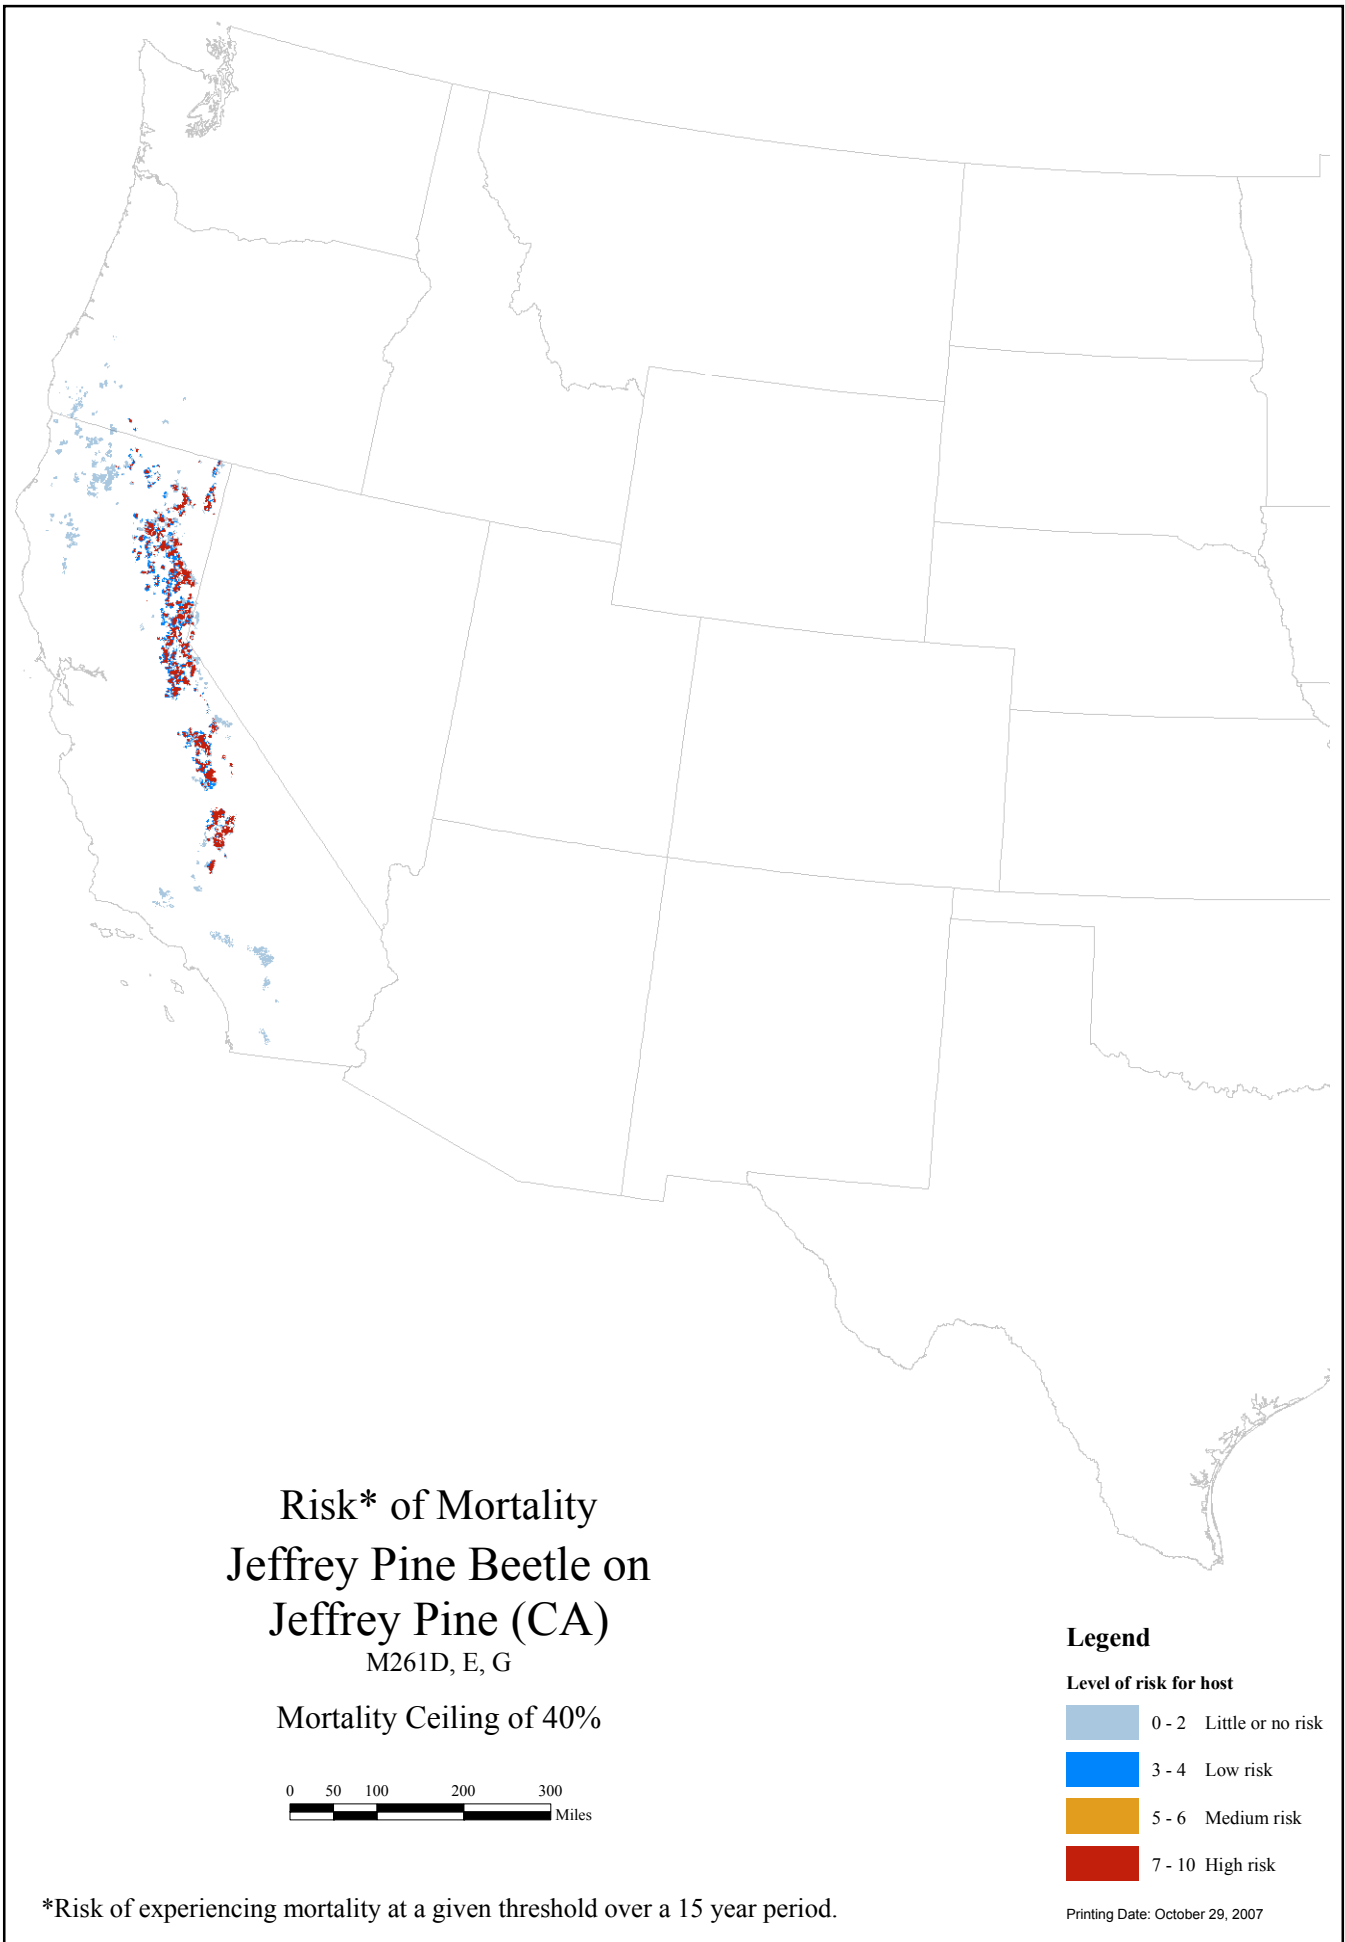 Risk* of Mortality
Jeffrey Pine Beetle on
Jeffrey Pine (CA)
M261D, E, G
Mortality Ceiling of 40%
0 50 100 200 300
Miles
*Risk of experiencing mortality at a given threshold over a 15 year period.
Legend
Level of risk for host
0 - 2 Little or no risk
3 - 4 Low risk
5 - 6 Medium risk
7 - 10 High risk
Printing Date: October 29, 2007